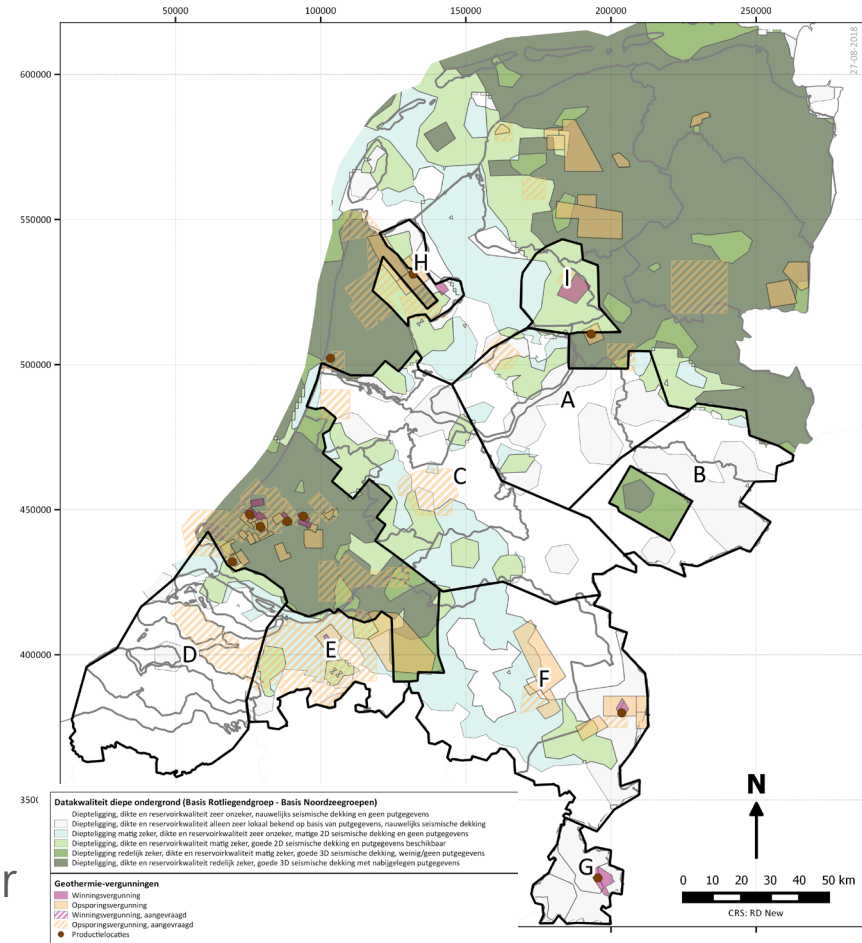 50000 100000 150000 200000 250000
27-08-2018
600000
550000
H
I
500000
A
B
C
450000
D
E
400000
F
N
350
Datakwaliteit diepe ondergrond (Basis Rotliegendgroep - Basis Noordzeegroepen)
Diepteligging, dikte en reservoirkwaliteit zeer onzeker, nauwelijks seismische dekking en geen putgegevens
Diepteligging, dikte en reservoirkwaliteit alleen zeer lokaal bekend op basis van putgegevens, nauwelijks seismische dekking
Diepteligging matig zeker, dikte en reservoirkwaliteit zeer onzeker, matige 2D seismische dekking en geen putgegevens
Diepteligging, dikte en reservoirkwaliteit matig zeker, goede 2D seismische dekking en putgegevens beschikbaar
Diepteligging redelijk zeker, dikte en reservoirkwaliteit matig zeker, goede 3D seismische dekking, weinig/geen putgegevens
Diepteligging, dikte en reservoirkwaliteit redelijk zeker, goede 3D seismische dekking met nabijgelegen putgegevens
G
r
Geothermie-vergunningen
Winningsvergunning
Opsporingsvergunning
Winningsvergunning, aangevraagd
Opsporingsvergunning, aangevraagd
Productielocaties
0 10 20 30 40 50 km
CRS: RD New